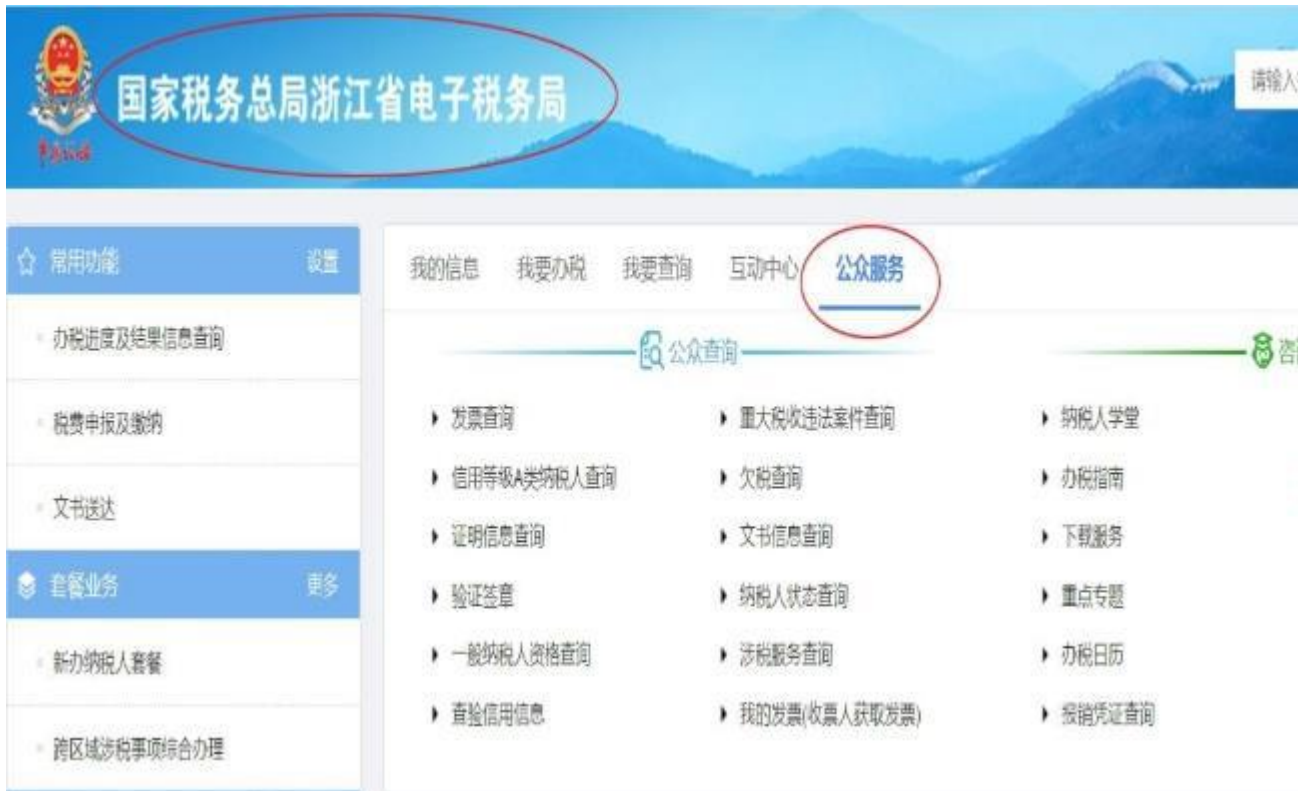 国家税务总局浙江省电子税务局
请输入
常用功能 设置
办税进度及结果信息查询
税费申报及缴纳
文书送达
套餐业务 更多
新办纳税人套餐
跨区域涉税事项综合办理
我的信息 我要办税 我要查询 互动中心 公众服务
公众查询
发票查询 重大税收违法案件查询
信用等级A类纳税人查询 欠税查询
证明信息查询 文书信息查询
验证签章 纳税人状态查询
一般纳税人资格查询 涉税服务查询
查验信用信息 我的发票(收票人获取发票)
纳税人学堂
办税指南
下载服务
重点专题
办税日历
报销凭证查询